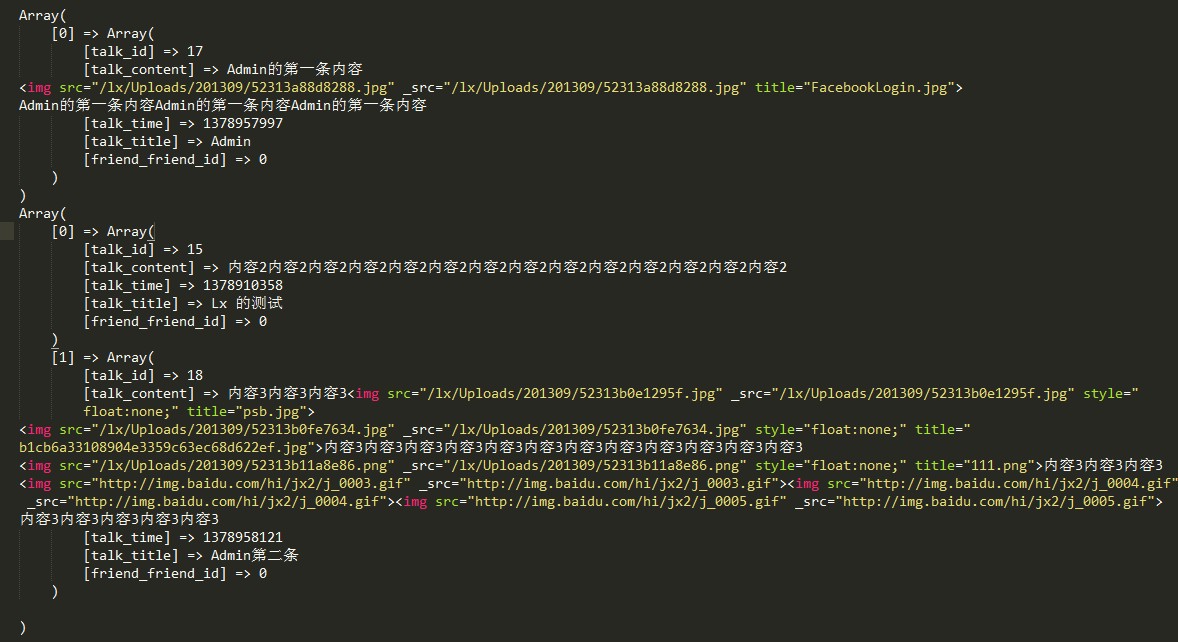 Array(
[0] => Array(
[talk_id] => 17
[talk_content] => Admin的第一条内容
<img src="/lx/Uploads/201309/52313a88d8288.jpg" _src="/lx/Uploads/201309/52313a88d8288.jpg" title="FacebookLogin.jpg">
Admin的第一条内容Admin的第一条内容Admin的第一条内容
[talk_time] => 1378957997
[talk_title] => Admin
[friend_friend_id] => 0
)
)
Array(
[0] => Array(
[talk_id] => 15
[talk_content] => 内容2内容2内容2内容2内容2内容2内容2内容2内容2内容2内容2内容2内容2内容2
[talk_time] => 1378910358
[talk_title] => Lx 的测试
[friend_friend_id] => 0
)
[1] => Array(
[talk_id] => 18
[talk_content] => 内容3内容3内容3<img src="/lx/Uploads/201309/52313b0e1295f.jpg" _src="/lx/Uploads/201309/52313b0e1295f.jpg" style="
float:none;" title="psb.jpg">
<img src="/lx/Uploads/201309/52313b0fe7634.jpg" _src="/lx/Uploads/201309/52313b0fe7634.jpg" style="float:none;" title="
b1cb6a33108904e3359c63ec68d622ef.jpg">内容3内容3内容3内容3内容3内容3内容3内容3内容3内容3内容3内容3
<img src="/lx/Uploads/201309/52313b11a8e86.png" _src="/lx/Uploads/201309/52313b11a8e86.png" style="float:none;" title="111.png">内容3内容3内容3
<img src="http://img.baidu.com/hi/jx2/j_0003.gif" _src="http://img.baidu.com/hi/jx2/j_0003.gif"><img src="http://img.baidu.com/hi/jx2/j_0004.gif"
_src="http://img.baidu.com/hi/jx2/j_0004.gif"><img src="http://img.baidu.com/hi/jx2/j_0005.gif" _src="http://img.baidu.com/hi/jx2/j_0005.gif">
内容3内容3内容3内容3内容3
[talk_time] => 1378958121
[talk_title] => Admin第二条
[friend_friend_id] => 0
)
)